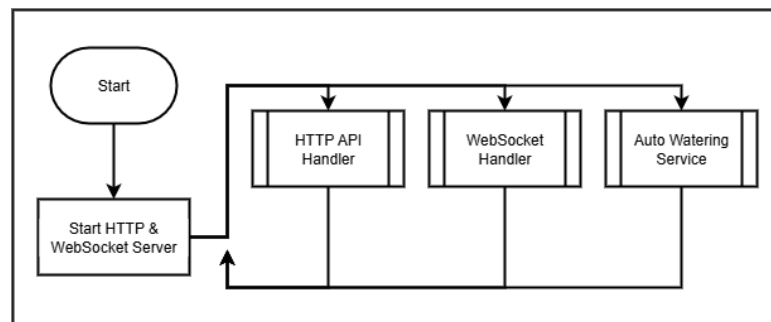 Start
HTTP API
Handler
WebSocket
Handler
Auto Watering
Service
Start HTTP &
WebSocket Server